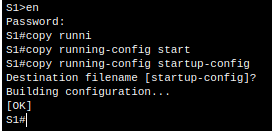 S1>en
Password:
S1#copy runni
S1#copy running-config start
S1#copy running-config startup-config
Destination filename [startup-config]?
Building configuration...
[OK]
S1#